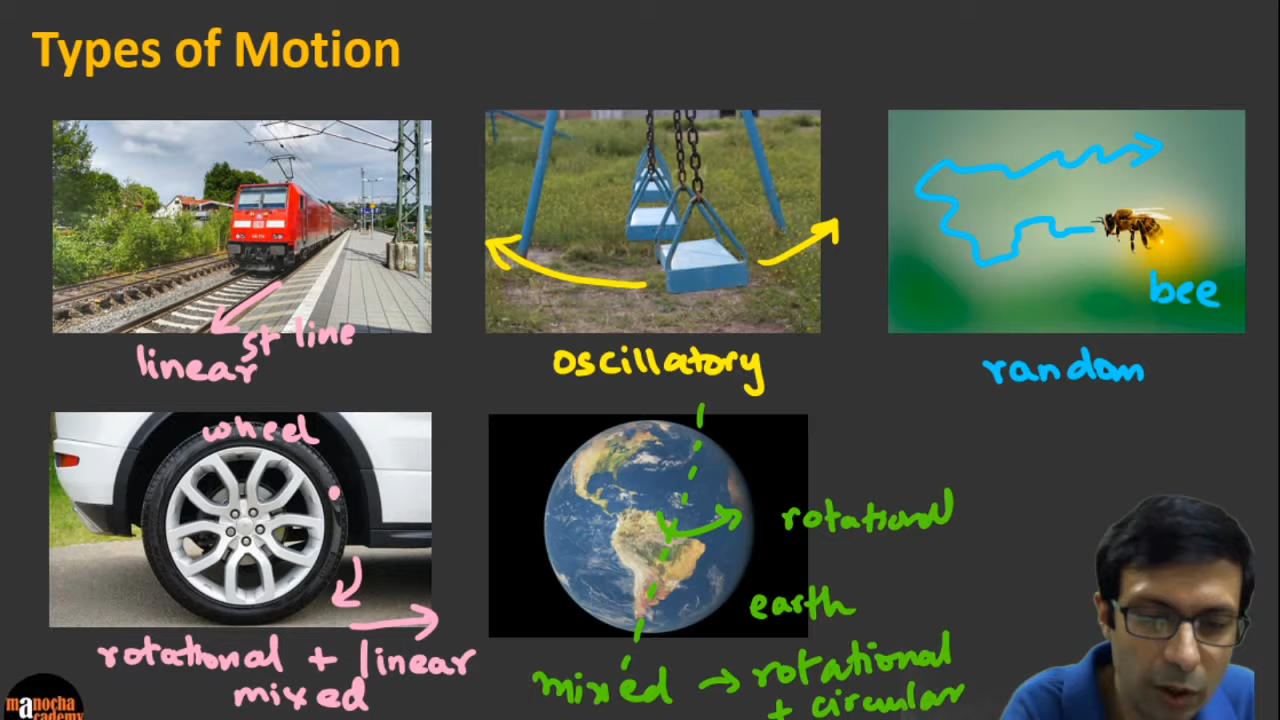 Types of Motion
st line
linear
oscillatory
bee
random
wheel
rotational + linear
mixed
rotational
earth
mixed → rotational
+ circular
manocha
academy